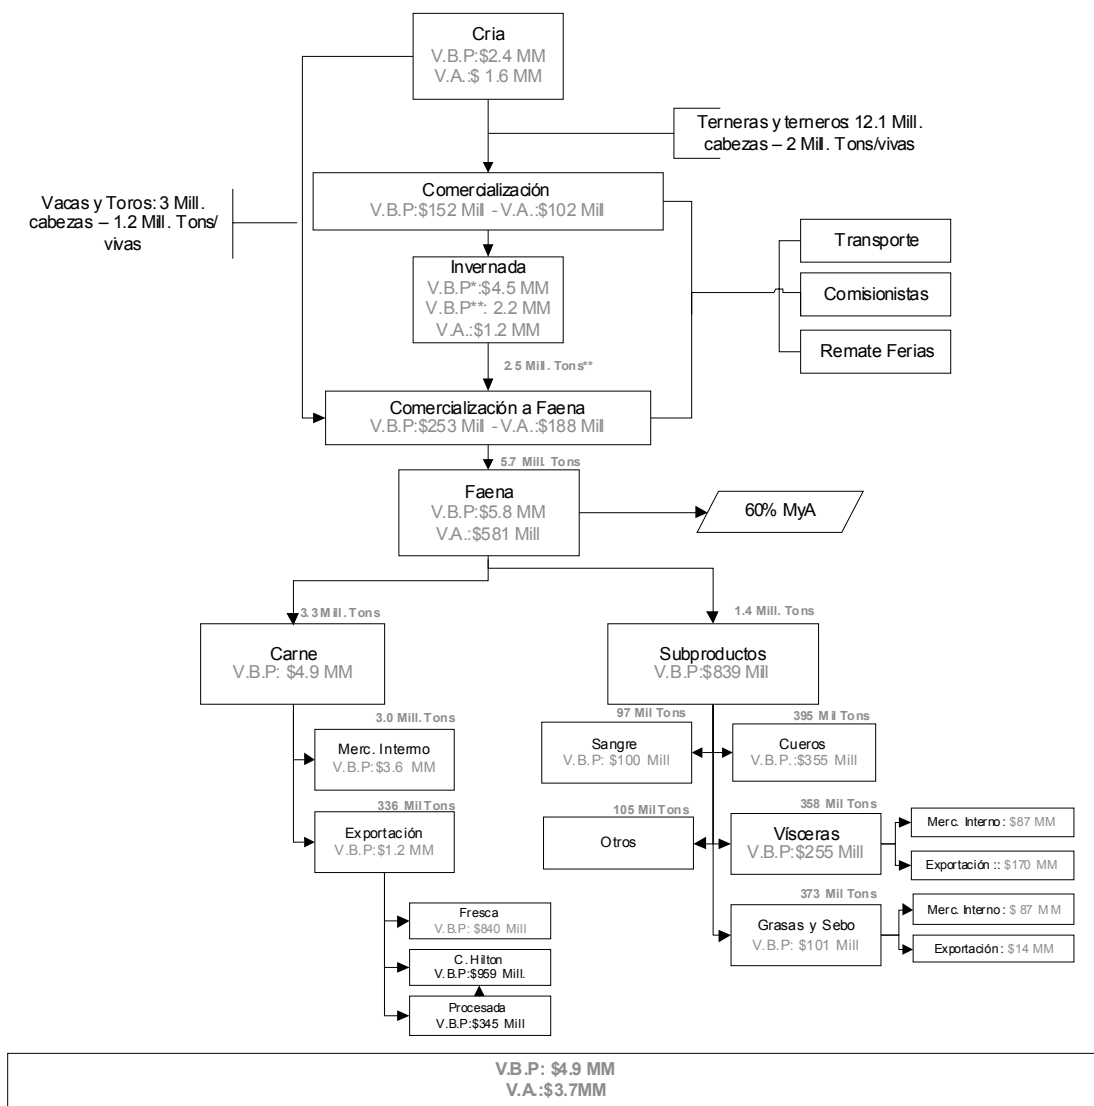 Cria
V.B.P:$2.4 MM
V.A.:$ 1.6 MM
Terneras y terneros: 12.1 Mill.
cabezas – 2 Mill. Tons/vivas
Vacas y Toros: 3 Mill.
cabezas – 1.2 Mill. Tons/
vivas
Comercialización
V.B.P:$152 Mill - V.A.:$102 Mill
Transporte
Comisionistas
Remate Ferias
Invernada
V.B.P*:$4.5 MM
V.B.P**: 2.2 MM
V.A.:$1.2 MM
2.5 Mill. Tons**
Comercialización a Faena
V.B.P:$253 Mill - V.A.:$188 Mill
5.7 Mill. Tons
Faena
V.B.P:$5.8 MM
V.A.:$581 Mill
60% MyA
3.3 Mill. Tons
Carne
V.B.P: $4.9 MM
3.0 Mill. Tons
Merc. Interno
V.B.P:$3.6 MM
336 Mil Tons
Exportación
V.B.P:$1.2 MM
Fresca
V.B.P: $840 Mill
C. Hilton
V.B.P:$959 Mill.
Procesada
V.B.P:$345 Mill
1.4 Mill. Tons
Subproductos
V.B.P:$839 Mill
97 Mil Tons
Sangre
V.B.P: $100 Mill
395 Mil Tons
Cueros
V.B.P.:$355 Mill
105 Mil Tons
Otros
358 Mil Tons
Vísceras
V.B.P:$255 Mill
Merc. Interno: $87 MM
Exportación :: $170 MM
373 Mil Tons
Grasas y Sebo
V.B.P: $101 Mill
Merc. Interno: $ 87 MM
Exportación: $14 MM
V.B.P: $4.9 MM
V.A.:$3.7MM